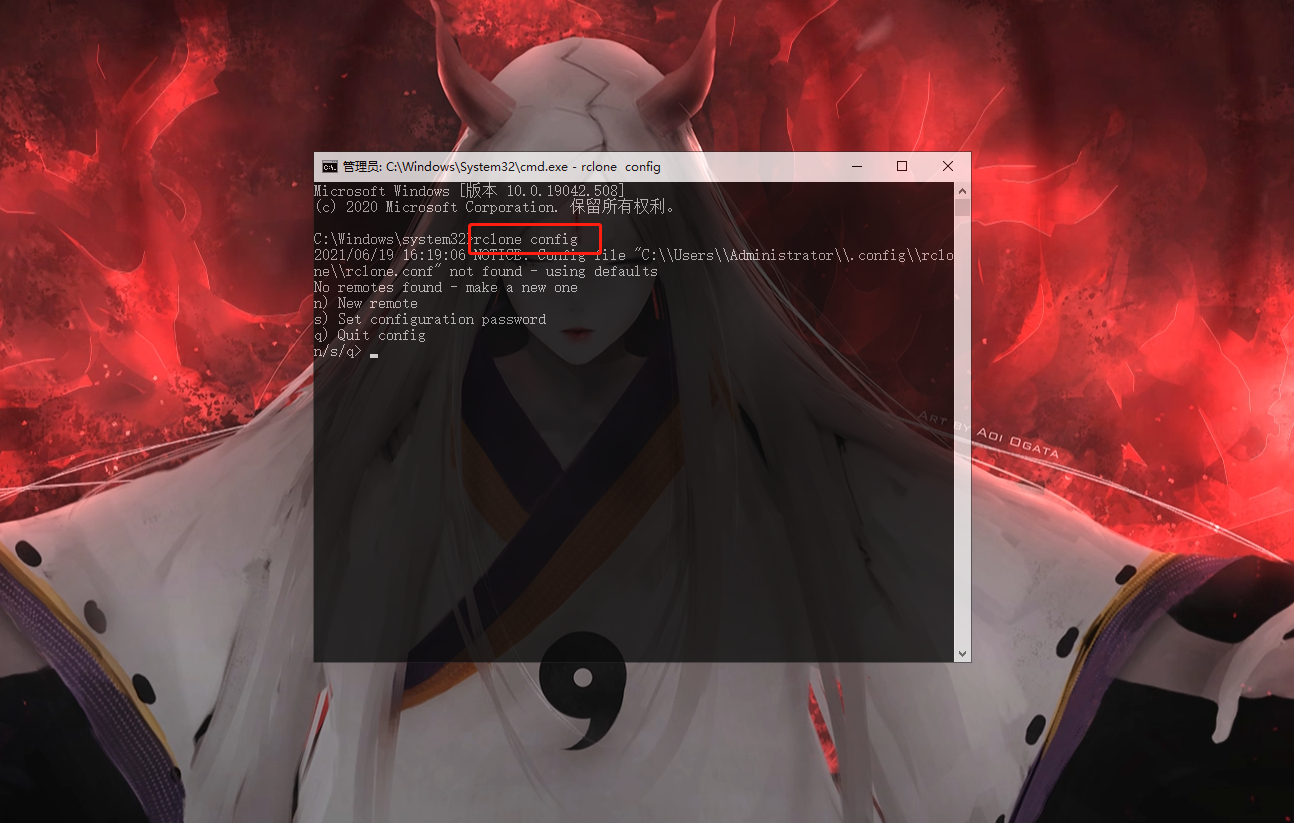 管理员: C:\Windows\System32\cmd.exe - rclone  config
Microsoft Windows [版本 10.0.19042.508]
(c) 2020 Microsoft Corporation. 保留所有权利。
C:\Windows\system32>rclone config
2021/06/19 16:19:06 NOTICE: Config file "C:\\Users\\Administrator\\.config\\rclo
ne\\rclone.conf" not found - using defaults
No remotes found - make a new one
n) New remote
s) Set configuration password
q) Quit config
n/s/q>
Art by Aoi Ogata